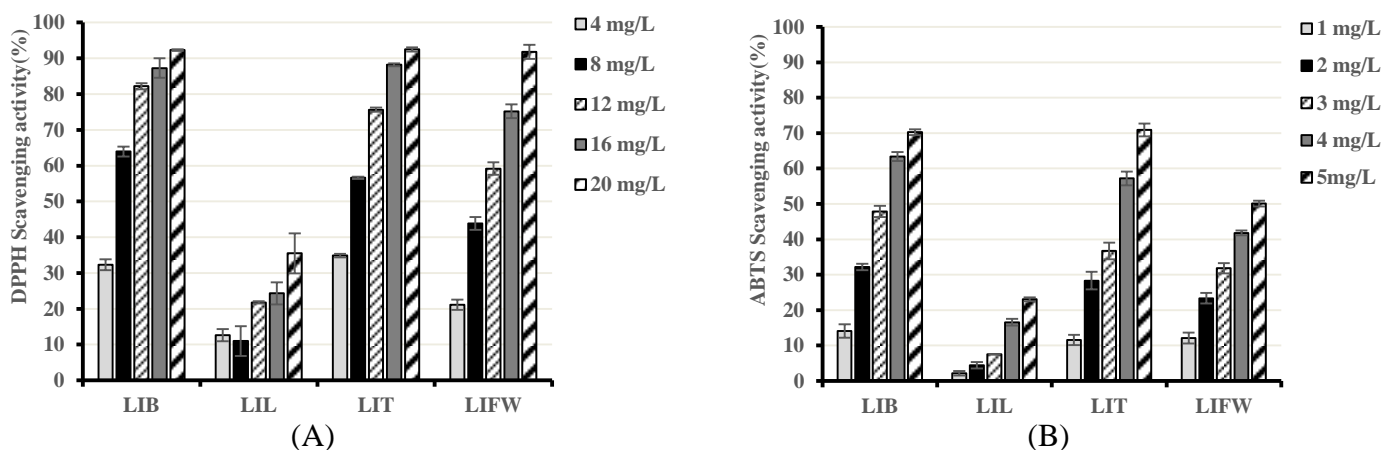 DPPH Scavenging activity(%)
100
90
80
70
60
50
40
30
20
10
0
LIB LIL LIT LIFW
4 mg/L
8 mg/L
12 mg/L
16 mg/L
20 mg/L
(A)
ABTS Scavenging activity(%)
100
90
80
70
60
50
40
30
20
10
0
LIB LIL LIT LIFW
1 mg/L
2 mg/L
3 mg/L
4 mg/L
5mg/L
(B)